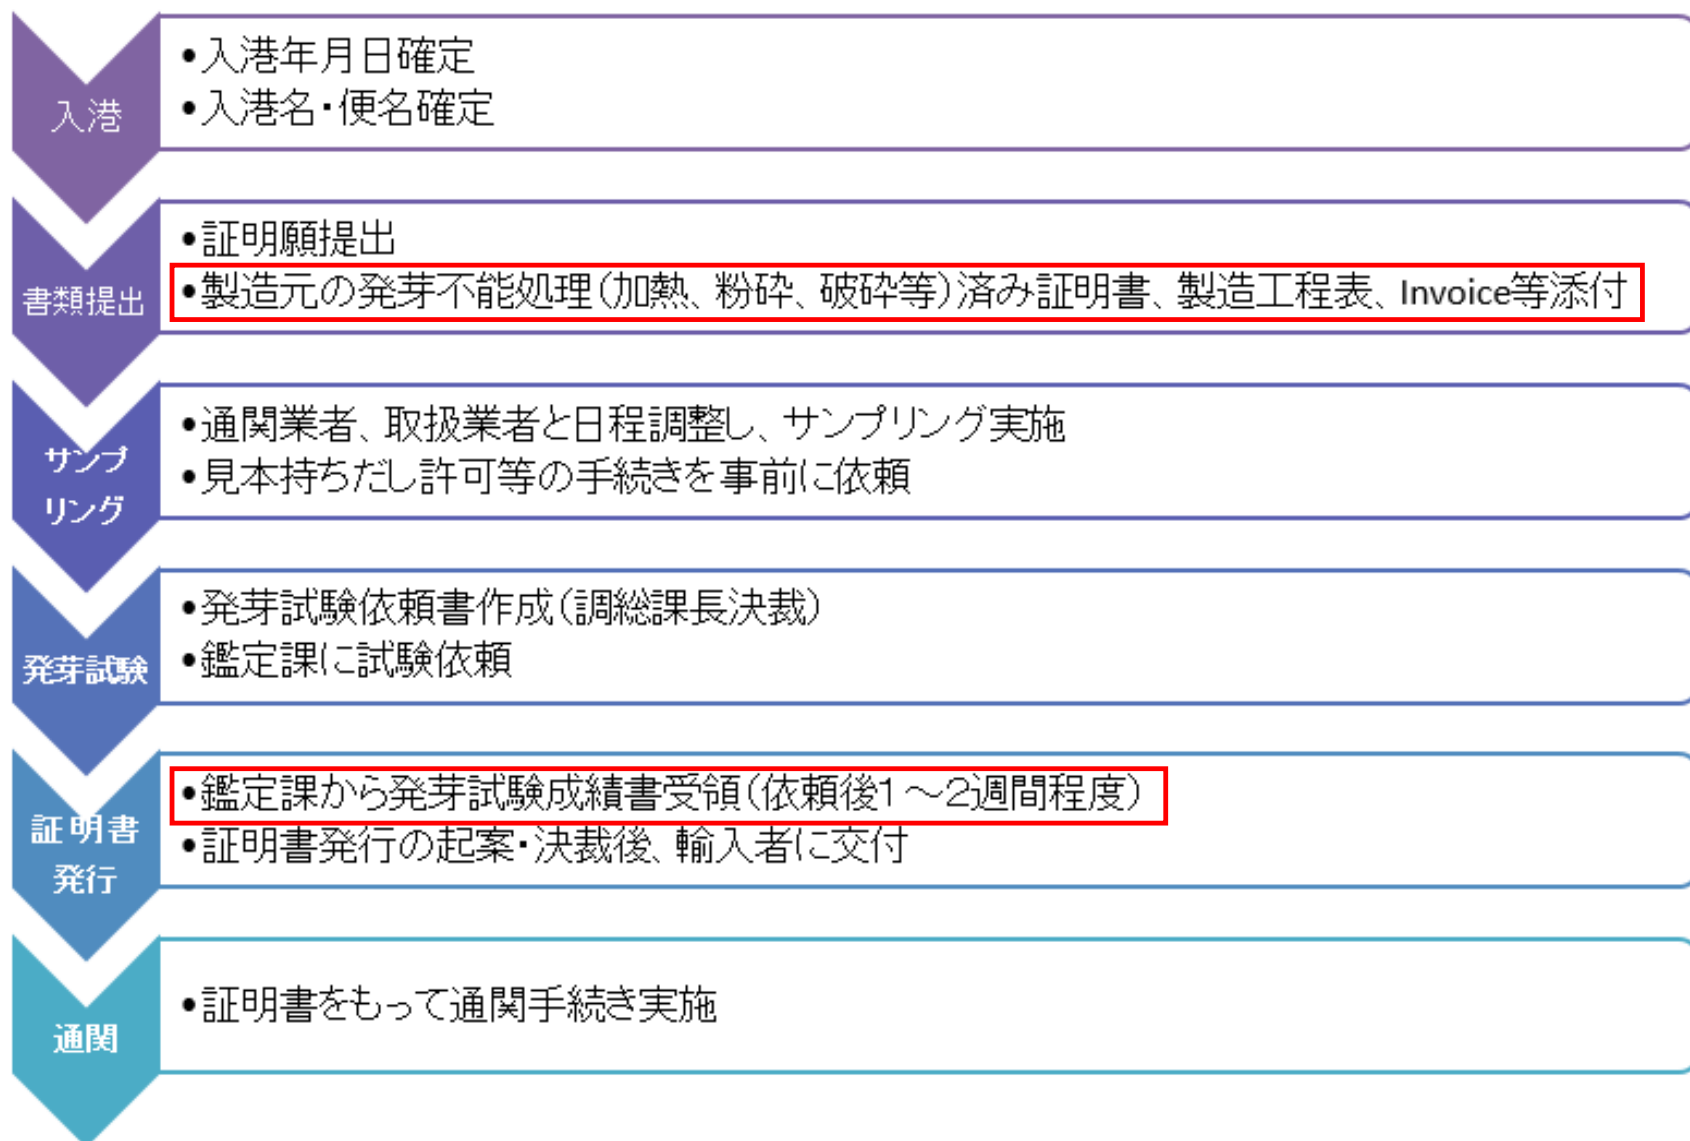 入港
•入港年月日確定
•入港名・便名確定
書類提出
•証明願提出
•製造元の発芽不能処理（加熱、粉砕、破砕等）済み証明書、製造工程表、Invoice等添付
サンプ
リング
•通関業者、取扱業者と日程調整し、サンプリング実施
•見本持ちだし許可等の手続きを事前に依頼
発芽試験
•発芽試験依頼書作成（調総課長決裁）
•鑑定課に試験依頼
証明書
発行
•鑑定課から発芽試験成績書受領（依頼後1～2週間程度）
•証明書発行の起案・決裁後、輸入者に交付
通関
•証明書をもって通関手続き実施